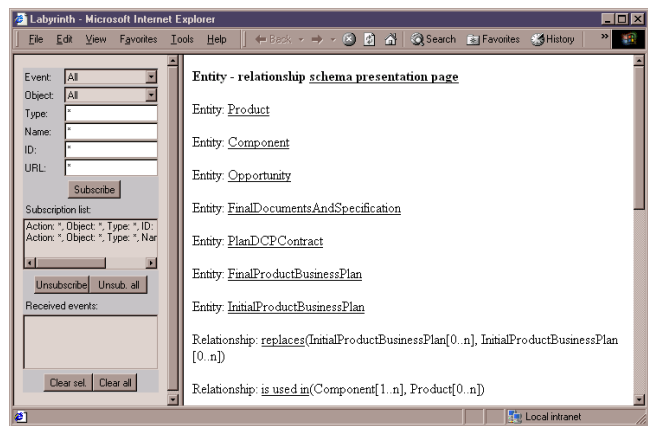 Labyrinth - Microsoft Internet Explorer
File Edit View Favorites Tools Help
Back Search Favorites History »
Event: All
Object: All
Type: *
Name: *
ID: *
URL: *
Subscribe
Subscription list:
Action: *, Object: *, Type: *, ID:
Action: *, Object: *, Type: *, Nar
Unsubscribe Unsub. all
Received events:
Clear sel. Clear all
Entity - relationship schema presentation page
Entity: Product
Entity: Component
Entity: Opportunity
Entity: FinalDocumentsAndSpecification
Entity: PlanDCPContract
Entity: FinalProductBusinessPlan
Entity: InitialProductBusinessPlan
Relationship: replaces(InitialProductBusinessPlan[0..n], InitialProductBusinessPlan
[0..n])
Relationship: is used in(Component[1..n], Product[0..n])
Local intranet